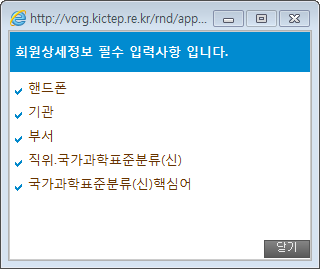 http://vorg.kictep.re.kr/rnd/app...
회원상세정보 필수 입력사항 입니다.
핸드폰
기관
부서
직위.국가과학표준분류(신)
국가과학표준분류(신)핵심어
닫기